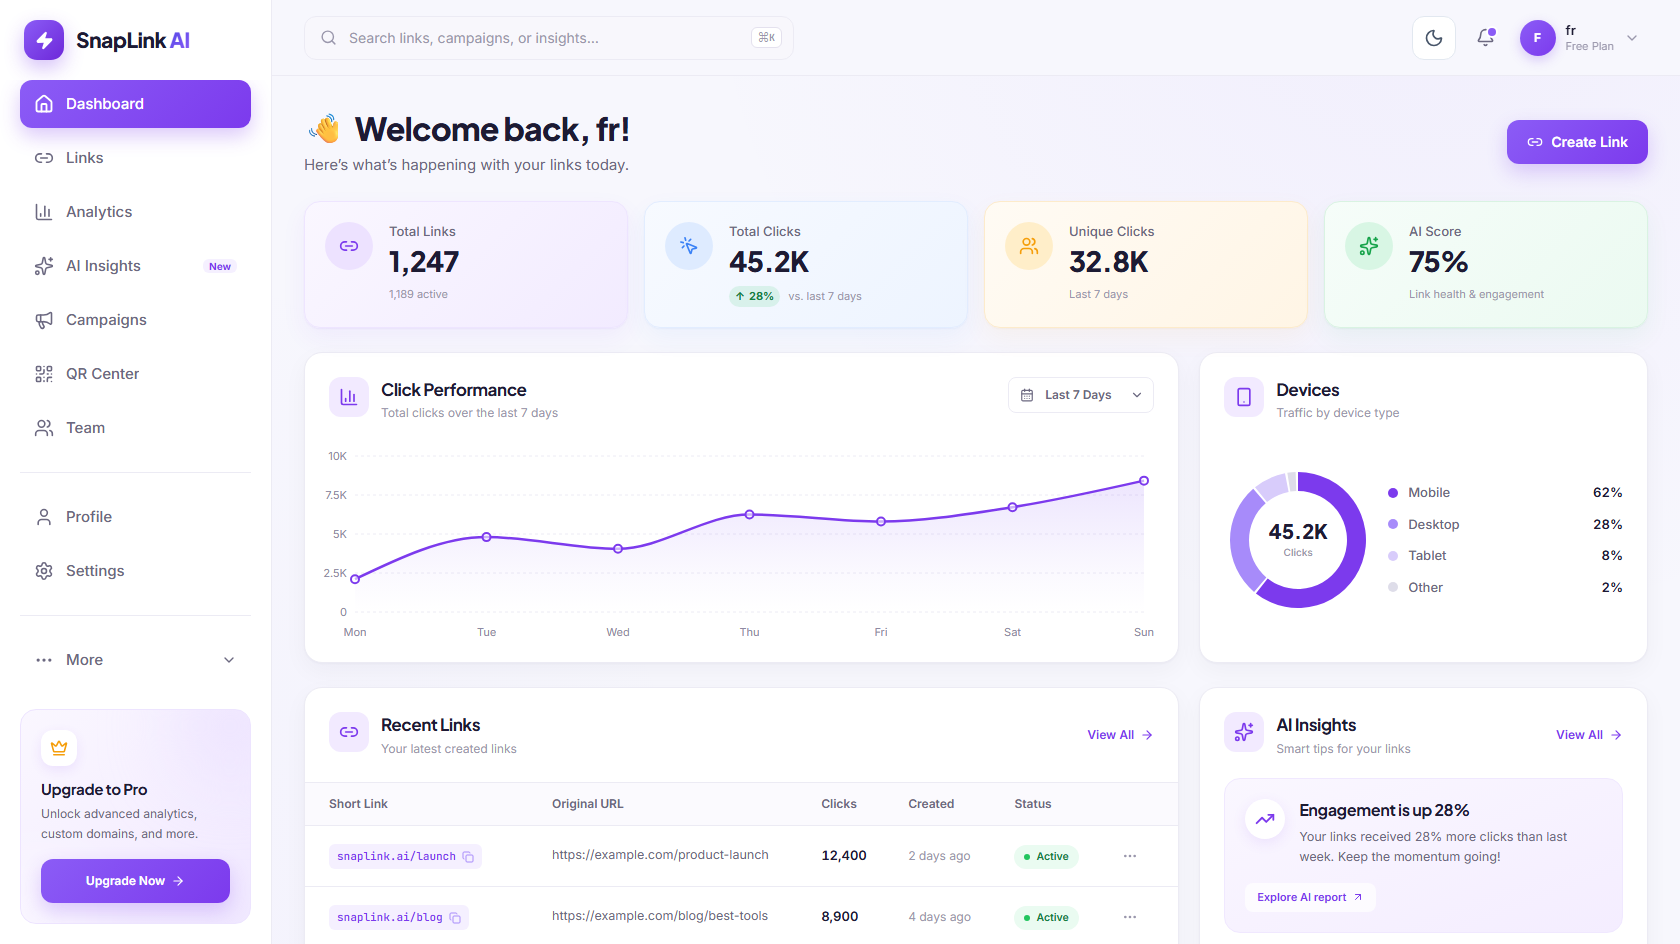 SnapLink AI
Search links, campaigns, or insights...
⌘K
F
fr
Free Plan
Dashboard
Links
Analytics
AI Insights
New
Campaigns
QR Center
Team
Profile
Settings
More
Upgrade to Pro
Unlock advanced analytics,
custom domains, and more.
Upgrade Now →
👋 Welcome back, fr!
Here's what's happening with your links today.
Create Link
Total Links
1,247
1,189 active
Total Clicks
45.2K
↑ 28% vs. last 7 days
Unique Clicks
32.8K
Last 7 days
AI Score
75%
Link health & engagement
Click Performance
Total clicks over the last 7 days
Last 7 Days
10K
7.5K
5K
2.5K
0
Mon Tue Wed Thu Fri Sat Sun
Devices
Traffic by device type
45.2K
Clicks
Mobile 62%
Desktop 28%
Tablet 8%
Other 2%
Recent Links
Your latest created links
View All →
Short Link Original URL Clicks Created Status
snaplink.ai/launch https://example.com/product-launch 12,400 2 days ago Active
snaplink.ai/blog https://example.com/blog/best-tools 8,900 4 days ago Active
AI Insights
Smart tips for your links
View All →
Engagement is up 28%
Your links received 28% more clicks than last
week. Keep the momentum going!
Explore AI report ↗